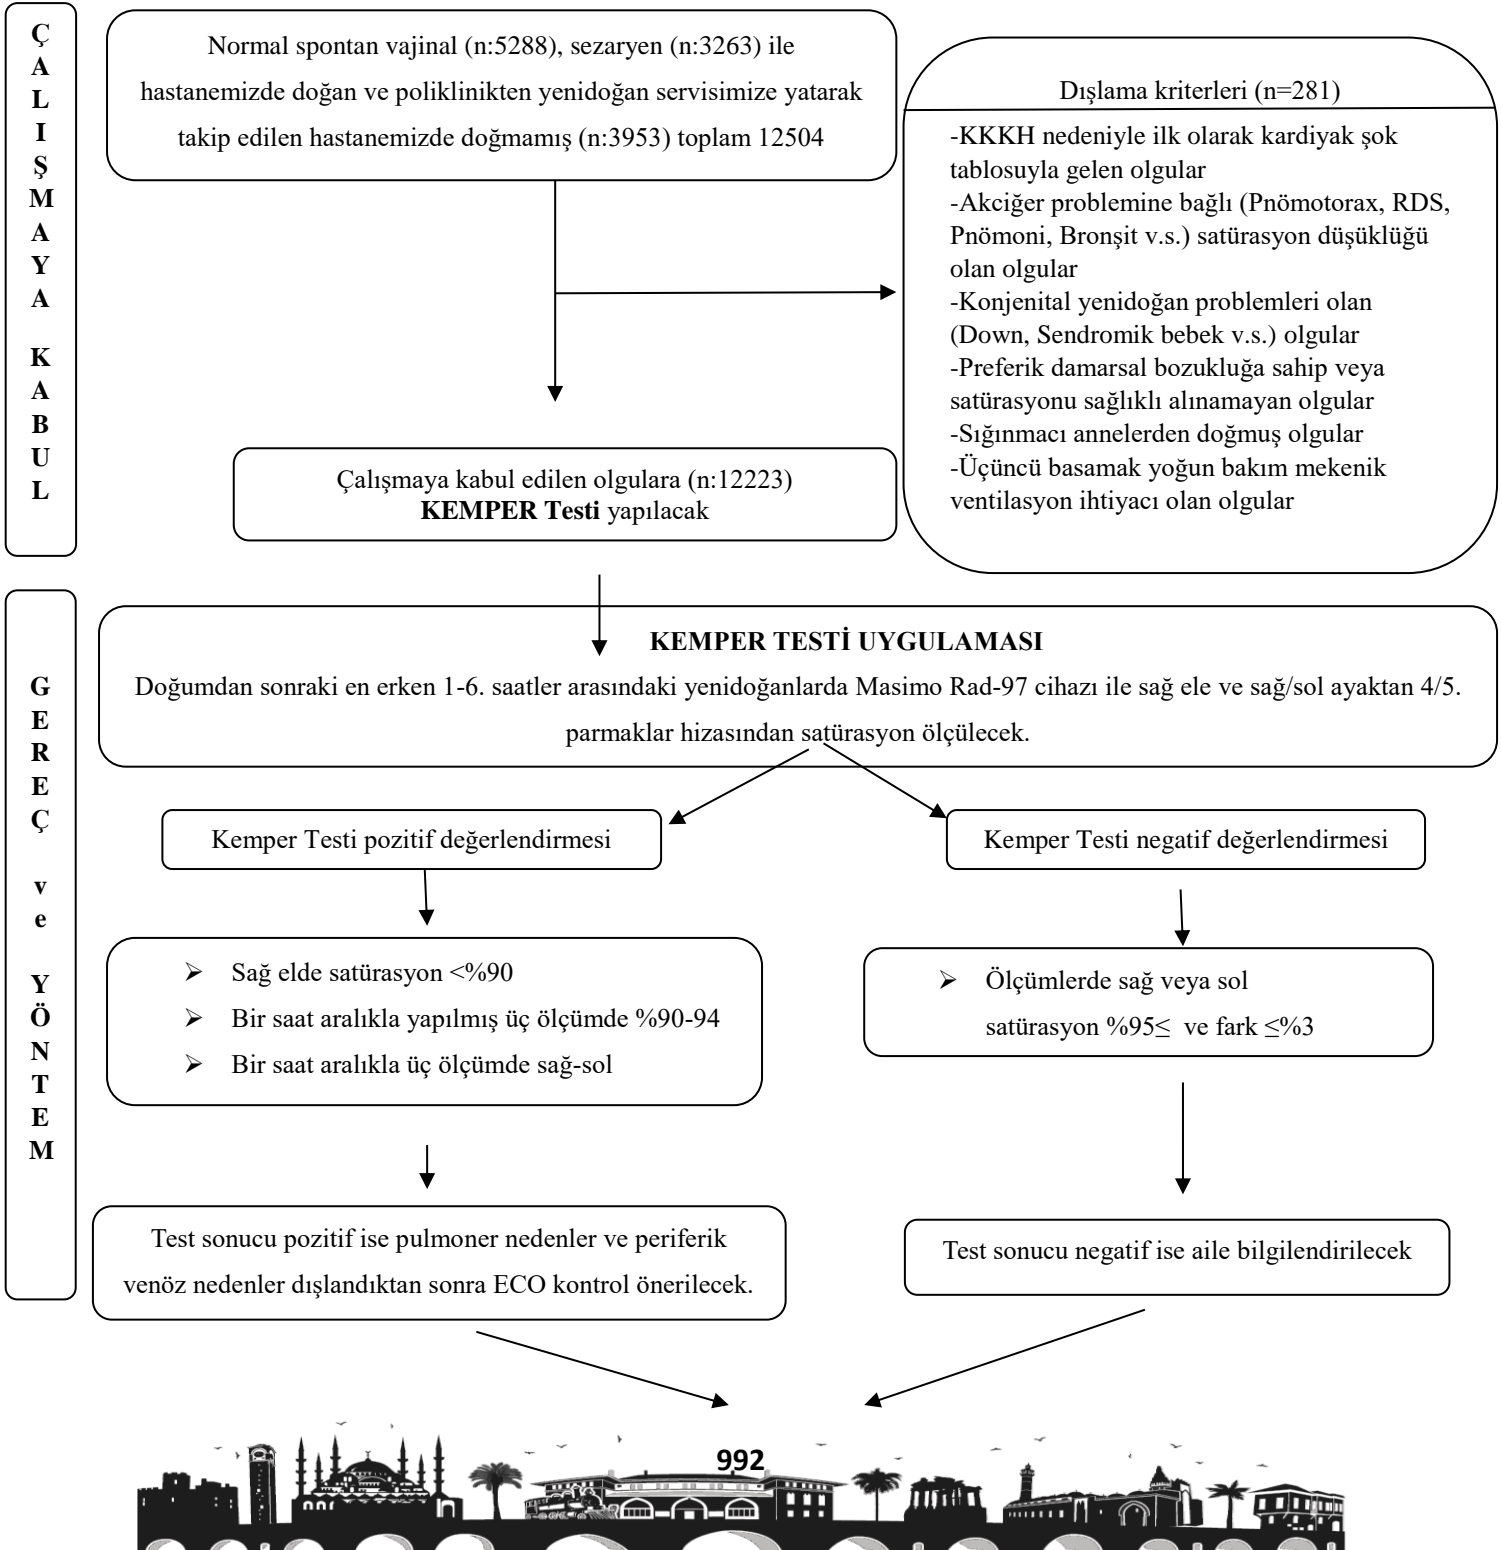 ÇALIŞMAYA KABUL
Normal spontan vajinal (n:5288), sezaryen (n:3263) ile
hastanemizde doğan ve poliklinikten yenidoğan servisimize yatarak
takip edilen hastanemizde doğmamış (n:3953) toplam 12504
Dışlama kriterleri (n=281)
-KKKH nedeniyle ilk olarak kardiyak şok
tablosuyla gelen olgular
-Akciğer problemine bağlı (Pnömotorax, RDS,
Pnömoni, Bronşit v.s.) satürasyon düşüklüğü
olan olgular
-Konjenital yenidoğan problemleri olan
(Down, Sendromik bebek v.s.) olgular
-Preferik damarsal bozukluğa sahip veya
satürasyonu sağlıklı alınamayan olgular
-Sığınmacı annelerden doğmuş olgular
-Üçüncü basamak yoğun bakım mekenik
ventilasyon ihtiyacı olan olgular
Çalışmaya kabul edilen olgulara (n:12223)
KEMPER Testi yapılacak
GEREÇ ve YÖNTEM
KEMPER TESTİ UYGULAMASI
Doğumdan sonraki en erken 1-6. saatler arasındaki yenidoğanlarda Masimo Rad-97 cihazı ile sağ ele ve sağ/sol ayaktan 4/5.
parmaklar hizasından satürasyon ölçülecek.
Kemper Testi pozitif değerlendirmesi
Kemper Testi negatif değerlendirmesi
➢ Sağ elde satürasyon <%90
➢ Bir saat aralıkla yapılmış üç ölçümde %90-94
➢ Bir saat aralıkla üç ölçümde sağ-sol
➢ Ölçümlerde sağ veya sol
satürasyon %95≤ ve fark ≤%3
Test sonucu pozitif ise pulmoner nedenler ve periferik
venöz nedenler dışlandıktan sonra ECO kontrol önerilecek.
Test sonucu negatif ise aile bilgilendirilecek
992